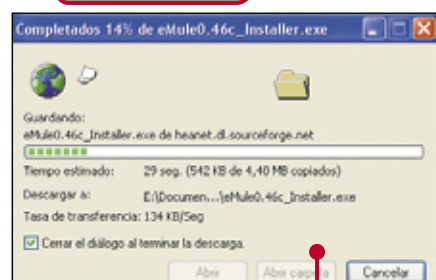 Completados 14% de eMule0.46c_Installer.exe
Guardando:
eMule0.46c_Installer.exe de heanet.dl.sourceforge.net
Tiempo estimado: 29 seg. (542 KB de 4,40 MB copiados)
Descargar a: E:\Documen...\eMule0.46c_Installer.exe
Tasa de transferencia: 134 KB/Seg
Cerrar el diálogo al terminar la descarga.
Abrir Abrir carpeta Cancelar